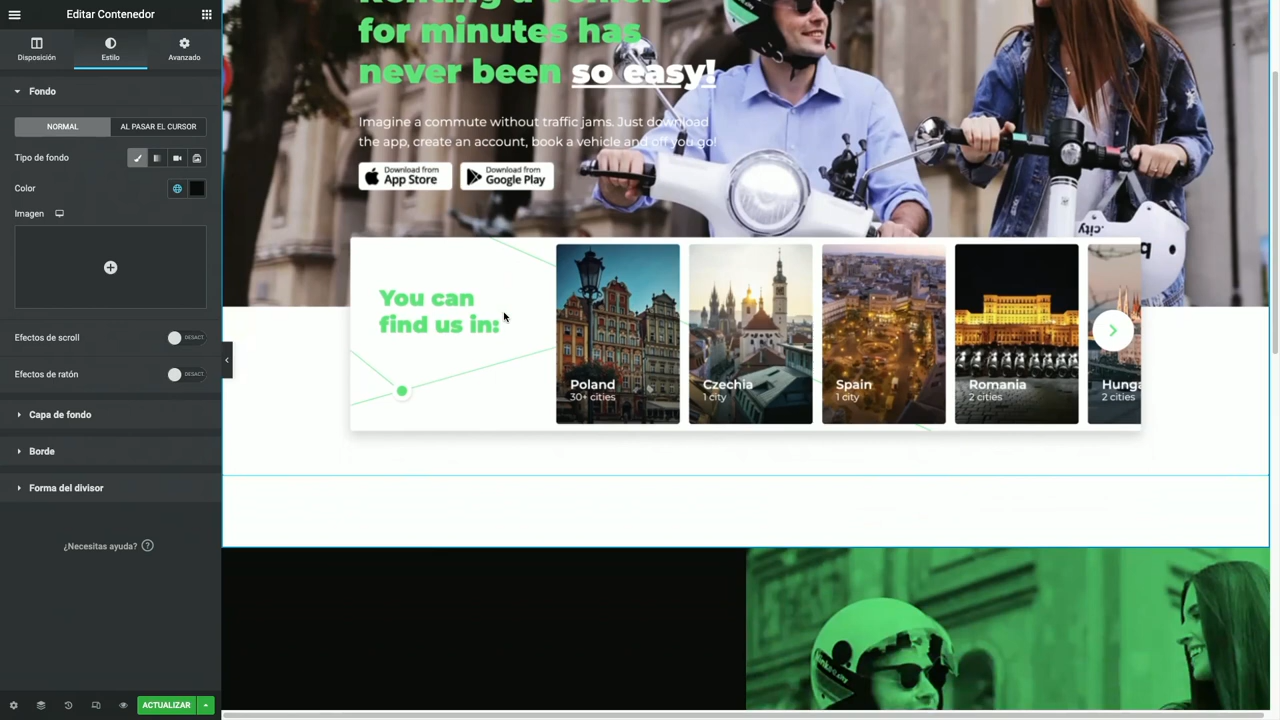 Editar Contenedor
Disposición
Estilo
Avanzado
Fondo
NORMAL
AL PASAR EL CURSOR
Tipo de fondo
Color
Imagen
Efectos de scroll
DESACT.
Efectos de ratón
DESACT.
Capa de fondo
Borde
Forma del divisor
¿Necesitas ayuda?
ACTUALIZAR
Renting a vehicle
for minutes has
never been so easy!
Imagine a commute without traffic jams. Just download
the app, create an account, book a vehicle and off you go!
Download from
App Store
Download from
Google Play
You can
find us in:
Poland
30+ cities
Czechia
1 city
Spain
1 city
Romania
2 cities
Hunga
2 cities